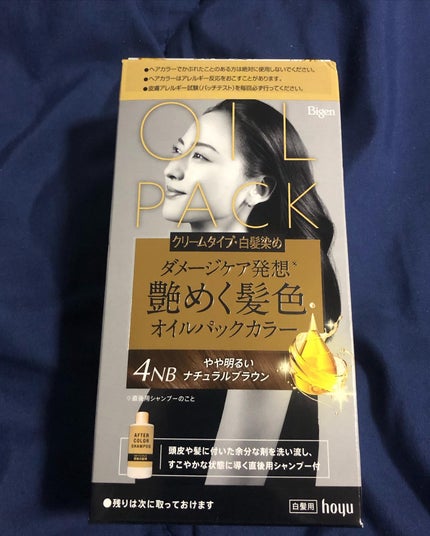 ●ヘアカラーでかぶれたことのある方は絶対に使用しないでください。
●ヘアカラーはアレルギー反応をおこすことがあります。
●皮膚アレルギー試験(パッチテスト)を毎回必ず行ってください。
Bigen
OIL
PACK
クリームタイプ・白髪染め
ダメージケア発想※
艶めく髪色
オイルパックカラー
4NB やや明るい
ナチュラルブラウン
※直後用シャンプーのこと
AFTER
COLOR
SHAMPOO
頭皮や髪に付いた余分な剤を洗い流し、
すこやかな状態に導く直後用シャンプー付
●残りは次に取っておけます
白髪用 hoyu